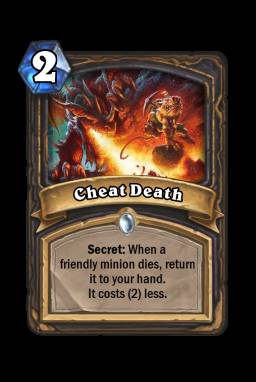 2
Cheat Death
Secret: When a
friendly minion dies, return
it to your hand.
It costs (2) less.